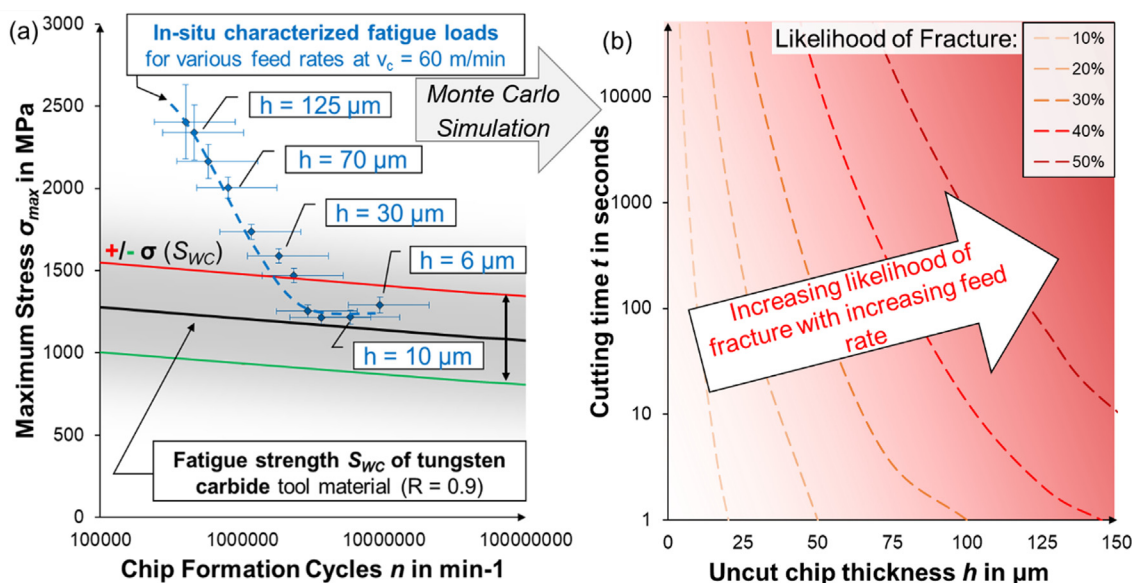 (a)
In-situ characterized fatigue loads
for various feed rates at vc = 60 m/min
3000
2500
2000
1500
1000
500
0
Maximum Stress σmax in MPa
h = 125 µm
h = 70 µm
h = 30 µm
h = 6 µm
h = 10 µm
+/- σ (SWC)
Fatigue strength SWC of tungsten
carbide tool material (R = 0.9)
100000
1000000
10000000
100000000
Chip Formation Cycles n in min-1
Monte Carlo
Simulation
(b)
Likelihood of Fracture:
10%
20%
30%
40%
50%
10000
1000
100
10
1
Cutting time t in seconds
Increasing likelihood of
fracture with increasing feed
rate
0
25
50
75
100
125
150
Uncut chip thickness h in µm